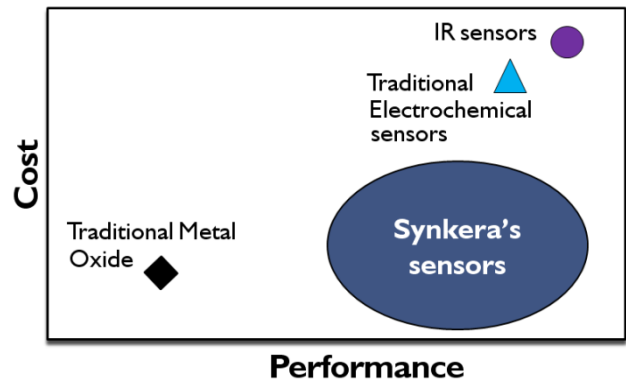 IR sensors
Traditional
Electrochemical
sensors
Cost
Traditional Metal
Oxide
Synkera's
sensors
Performance